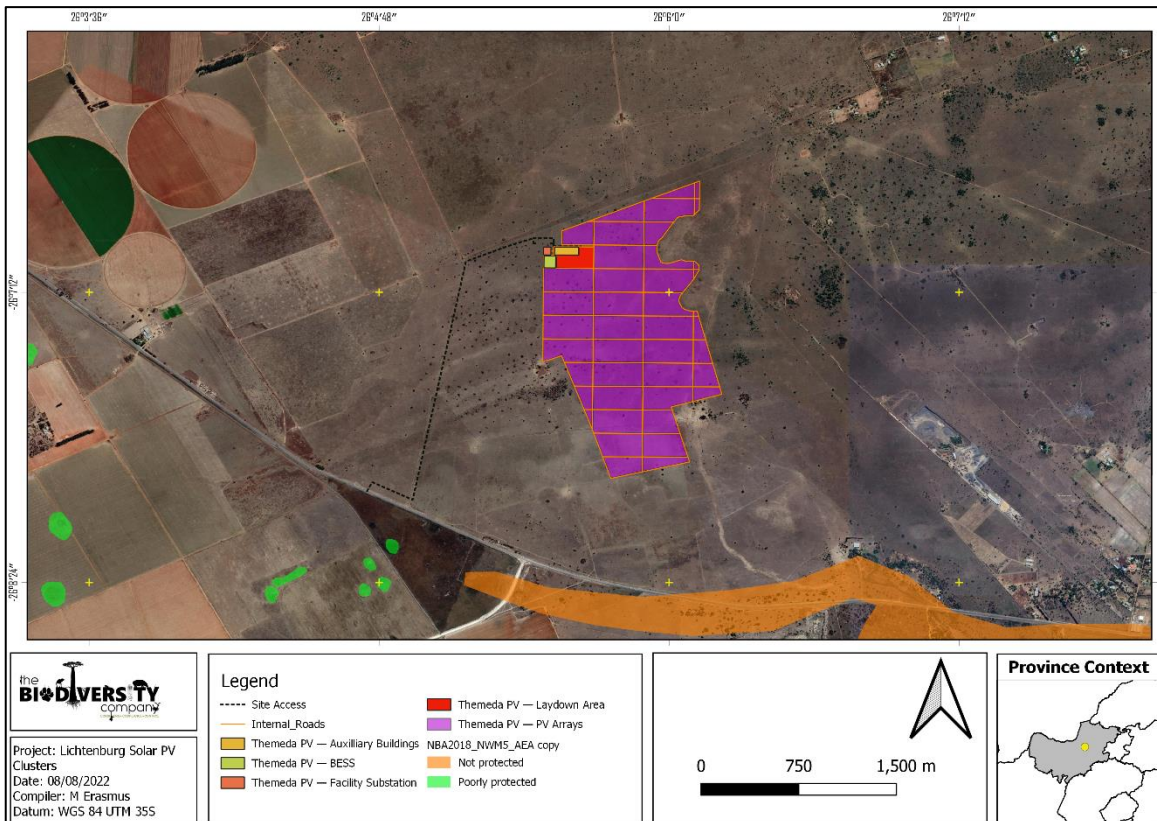 26°3'36" 26°4'48" 26°6'0" 26°7'12"
-26°7'12"
-26°8'24"
the
BIODIVERSITY
company
Project: Lichtenburg Solar PV
Clusters
Date: 08/08/2022
Compiler: M Erasmus
Datum: WGS 84 UTM 35S
Legend
Site Access
Internal_Roads
Themeda PV — Auxilliary Buildings
Themeda PV — BESS
Themeda PV — Facility Substation
Themeda PV — Laydown Area
Themeda PV — PV Arrays
NBA2018_NWM5_AEA copy
Not protected
Poorly protected
0 750 1,500 m
Province Context